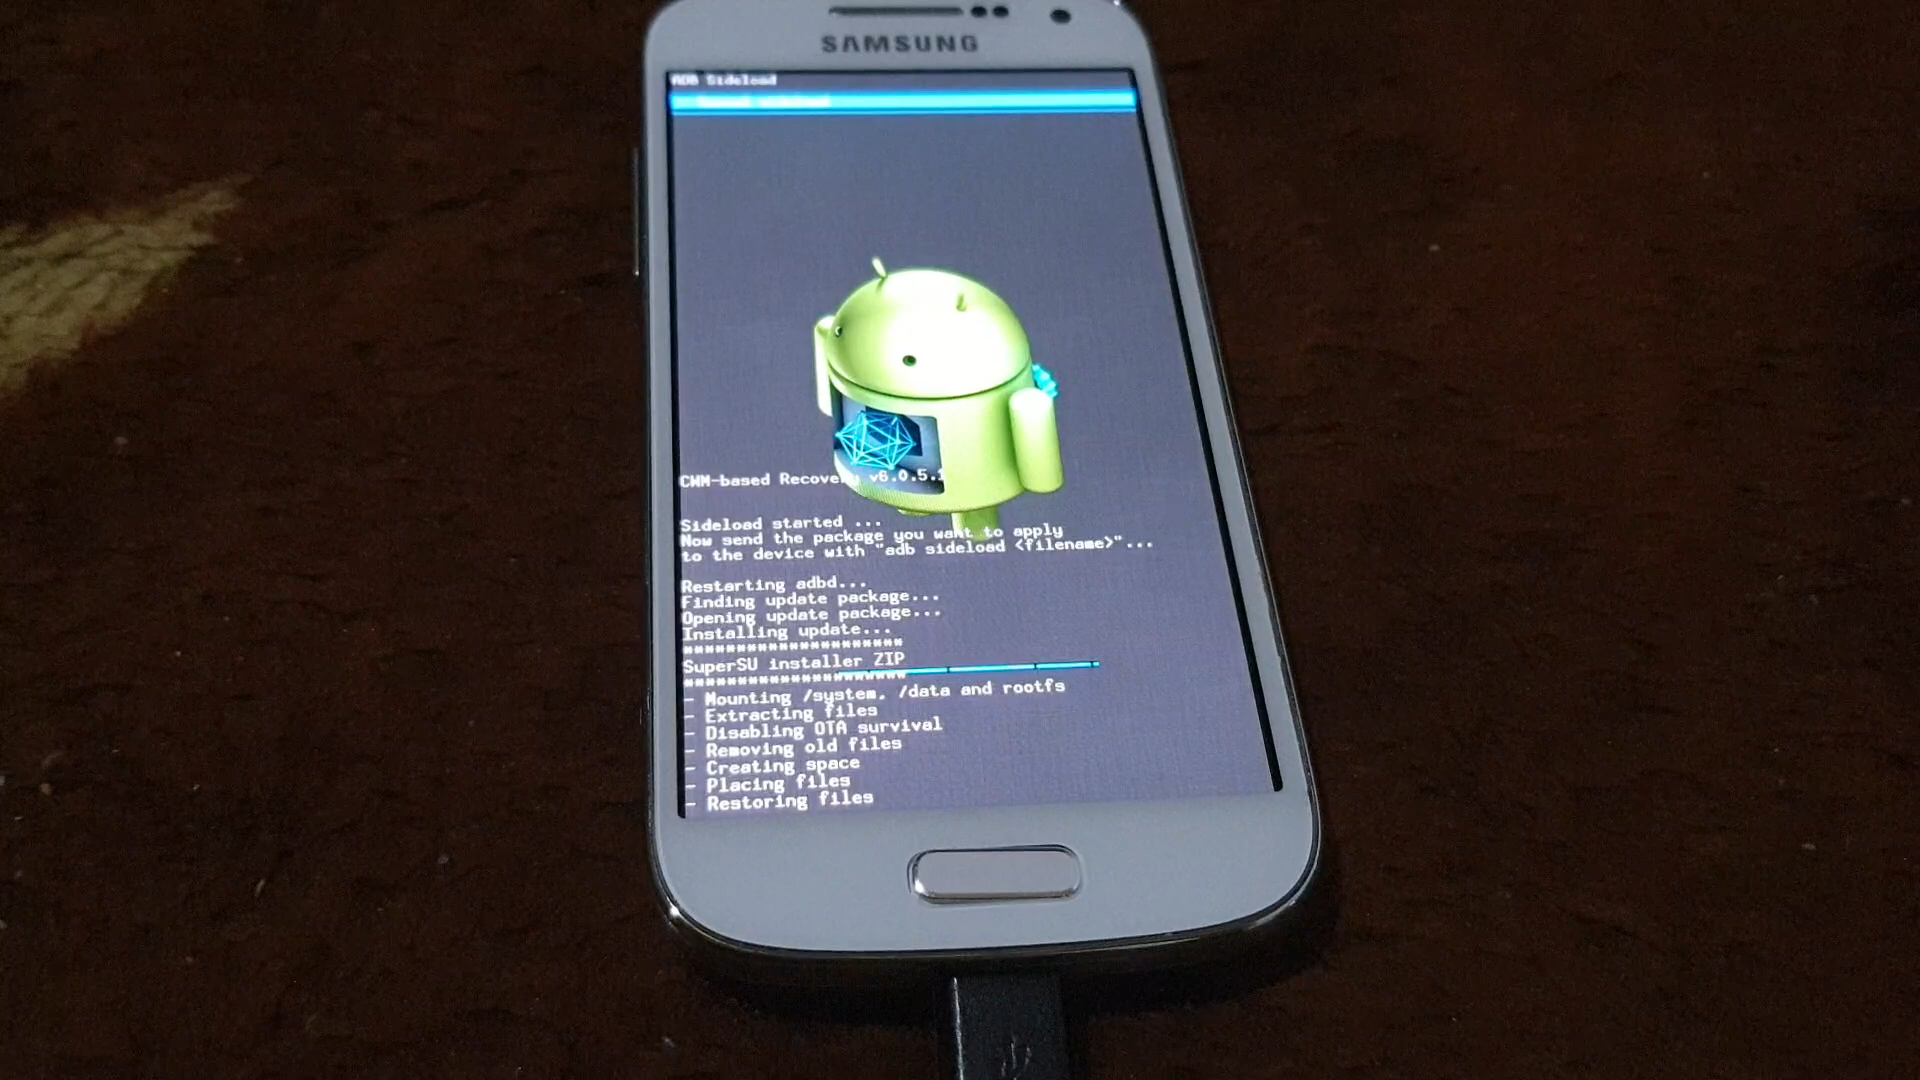 SAMSUNG
ADB Sideload
CWM-based Recovery v6.0.5.1
Sideload started ...
Now send the package you want to apply
to the device with "adb sideload <filename>"...
Restarting adbd...
Finding update package...
Opening update package...
Installing update...
*********************
SuperSU installer ZIP
*********************
- Mounting /system, /data and rootfs
- Extracting files
- Disabling OTA survival
- Removing old files
- Creating space
- Placing files
- Restoring files